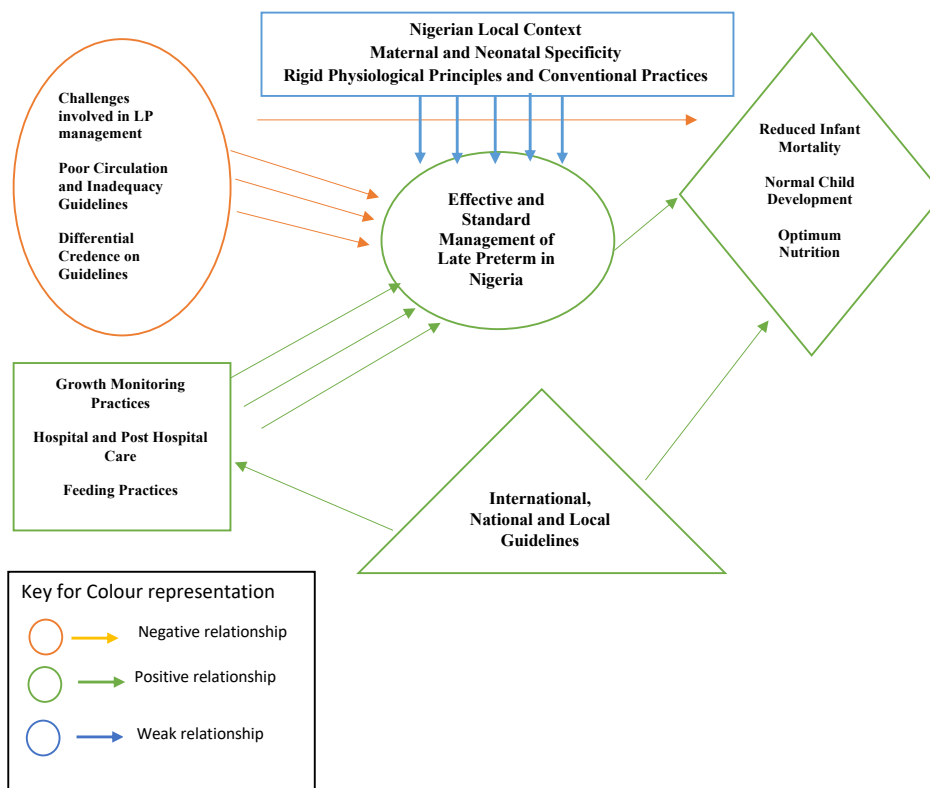 Nigerian Local Context
Maternal and Neonatal Specificity
Rigid Physiological Principles and Conventional Practices
Challenges
involved in LP
management
Poor Circulation
and Inadequacy
Guidelines
Differential
Credence on
Guidelines
Effective and
Standard
Management of
Late Preterm in
Nigeria
Reduced Infant
Mortality
Normal Child
Development
Optimum
Nutrition
Growth Monitoring
Practices
Hospital and Post Hospital
Care
Feeding Practices
International,
National and Local
Guidelines
Key for Colour representation
Negative relationship
Positive relationship
Weak relationship